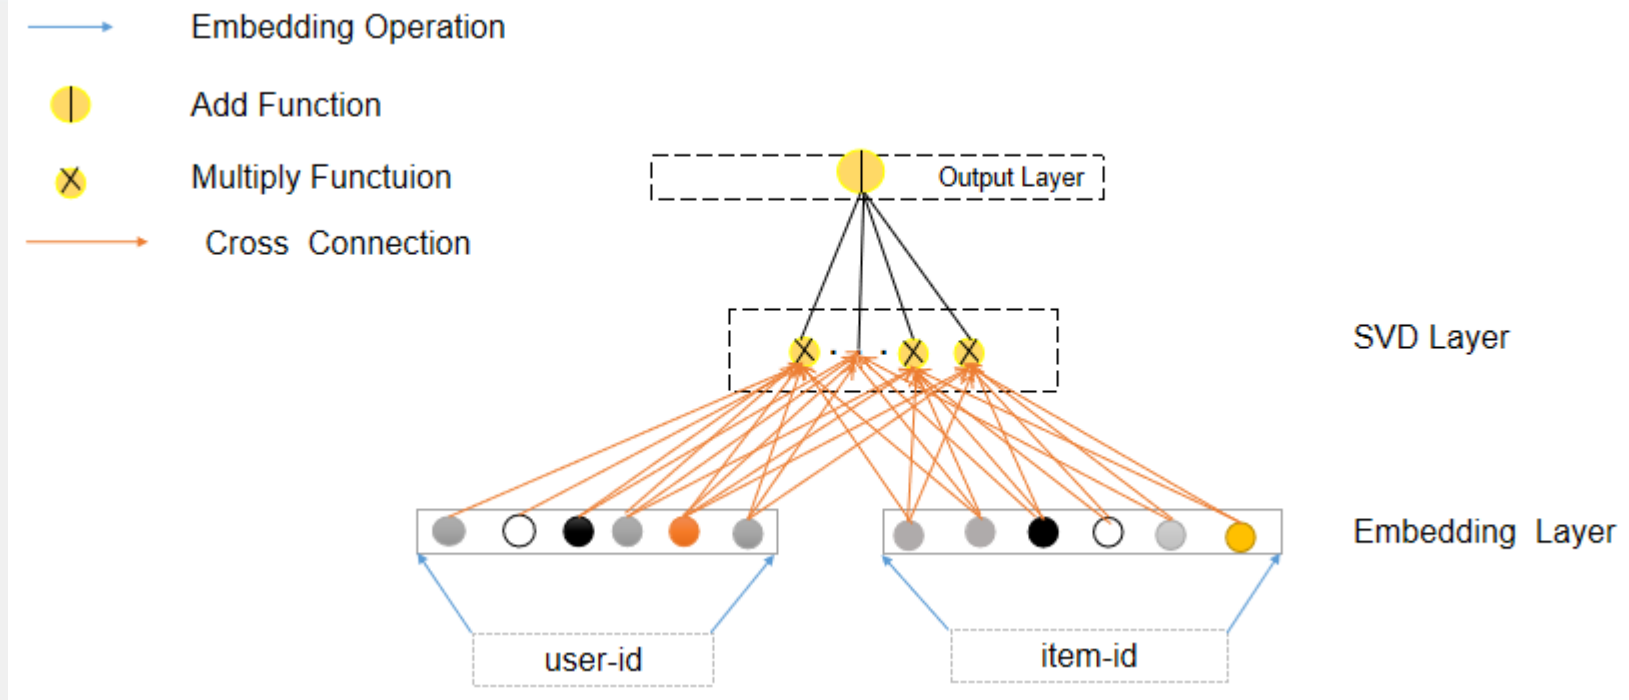 Embedding Operation
Add Function
Multiply Functuion
Cross Connection
Output Layer
SVD Layer
Embedding Layer
user-id
item-id